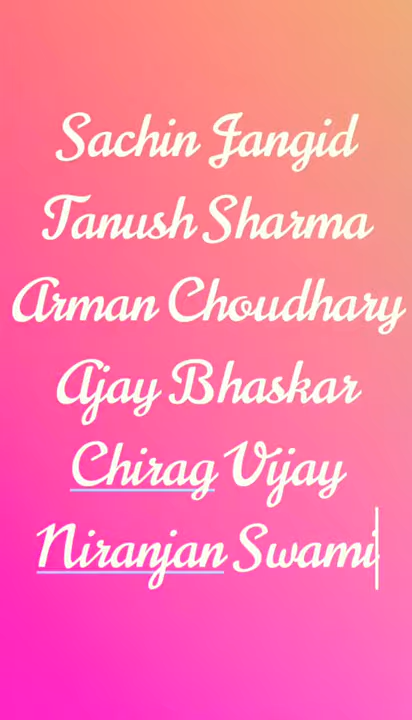 Sachin Jangid
Tanush Sharma
Arman Choudhary
Ajay Bhaskar
Chirag Vijay
Niranjan Swami